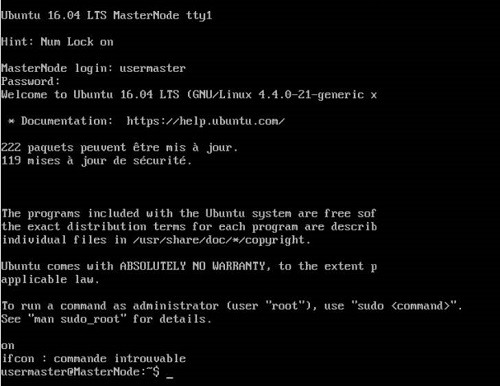 Ubuntu 16.04 LTS MasterNode tty1
Hint: Num Lock on
MasterNode login: usermaster
Password:
Welcome to Ubuntu 16.04 LTS (GNU/Linux 4.4.0-21-generic x
* Documentation: https://help.ubuntu.com/
222 paquets peuvent être mis à jour.
119 mises à jour de sécurité.
The programs included with the Ubuntu system are free sof
the exact distribution terms for each program are describ
individual files in /usr/share/doc/*/copyright.
Ubuntu comes with ABSOLUTELY NO WARRANTY, to the extent p
applicable law.
To run a command as administrator (user "root"), use "sudo <command>".
See "man sudo_root" for details.
on
ifcon : commande introuvable
usermaster@MasterNode:~$ _